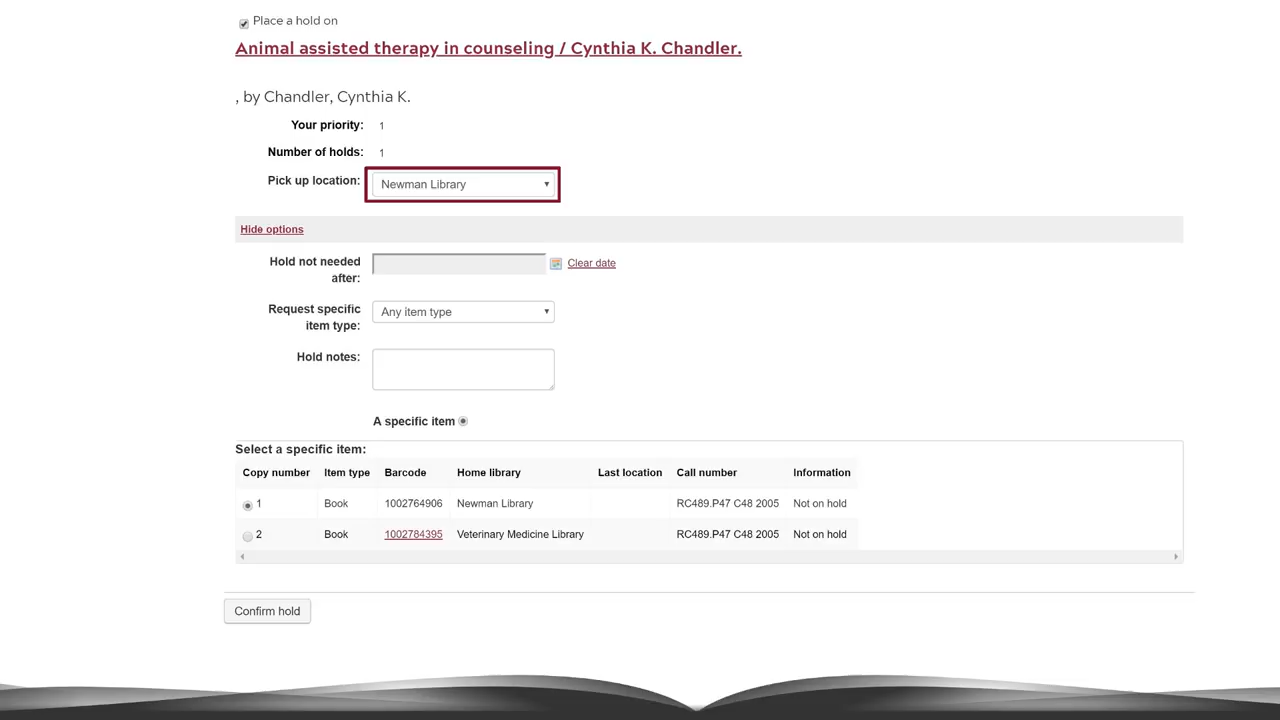 Place a hold on
Animal assisted therapy in counseling / Cynthia K. Chandler.
, by Chandler, Cynthia K.
Your priority: 1
Number of holds: 1
Pick up location: Newman Library
Hide options
Hold not needed
after:
Clear date
Request specific
item type:
Any item type
Hold notes:
A specific item
Select a specific item:
Copy number Item type Barcode Home library Last location Call number Information
1 Book 1002764906 Newman Library RC489.P47 C48 2005 Not on hold
2 Book 1002784395 Veterinary Medicine Library RC489.P47 C48 2005 Not on hold
Confirm hold